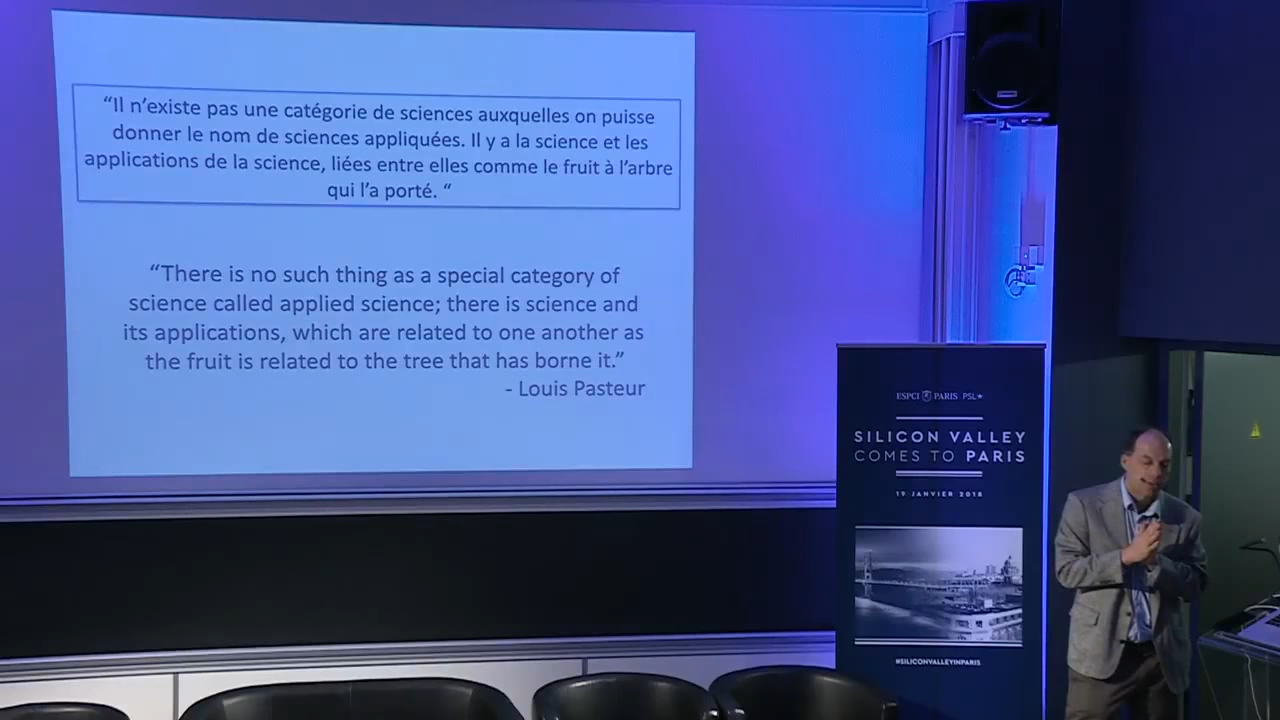 “Il n’existe pas une catégorie de sciences auxquelles on puisse
donner le nom de sciences appliquées. Il y a la science et les
applications de la science, liées entre elles comme le fruit à l’arbre
qui l’a porté. “
“There is no such thing as a special category of
science called applied science; there is science and
its applications, which are related to one another as
the fruit is related to the tree that has borne it.”
- Louis Pasteur
ESPCI PARIS PSL★
SILICON VALLEY
COMES TO PARIS
19 JANVIER 2018
#SILICONVALLEYINPARIS